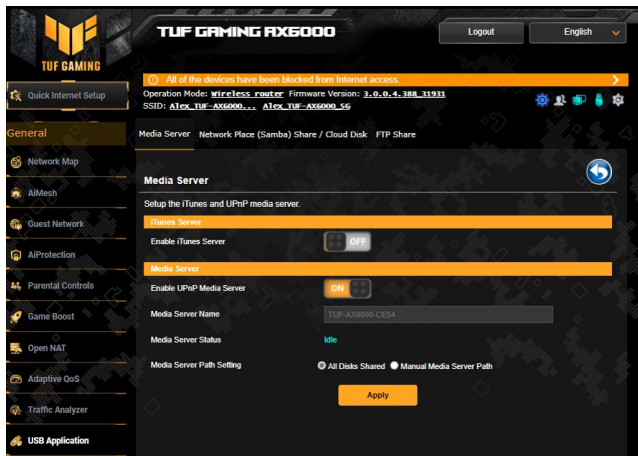 TUF GAMING
TUF GAMING AX6000
Logout
English
All of the devices have been blocked from Internet access.
Quick Internet Setup
Operation Mode: Wireless router Firmware Version: 3.0.0.4.388_31931
SSID: Alex_TUF-AX6000... Alex_TUF-AX6000_5G
General
Media Server Network Place (Samba) Share / Cloud Disk FTP Share
Network Map
AiMesh
Guest Network
AiProtection
Parental Controls
Game Boost
Open NAT
Adaptive QoS
Traffic Analyzer
USB Application
Media Server
Setup the iTunes and UPnP media server.
iTunes Server
Enable iTunes Server OFF
Media Server
Enable UPnP Media Server ON
Media Server Name TUF-AX6000-CE54
Media Server Status Idle
Media Server Path Setting All Disks Shared Manual Media Server Path
Apply